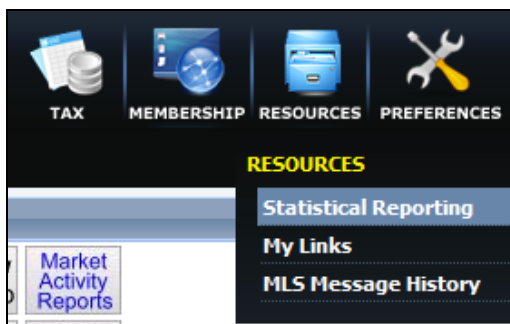 TAX MEMBERSHIP RESOURCES PREFERENCES
RESOURCES
Statistical Reporting
My Links
MLS Message History
Market
Activity
Reports